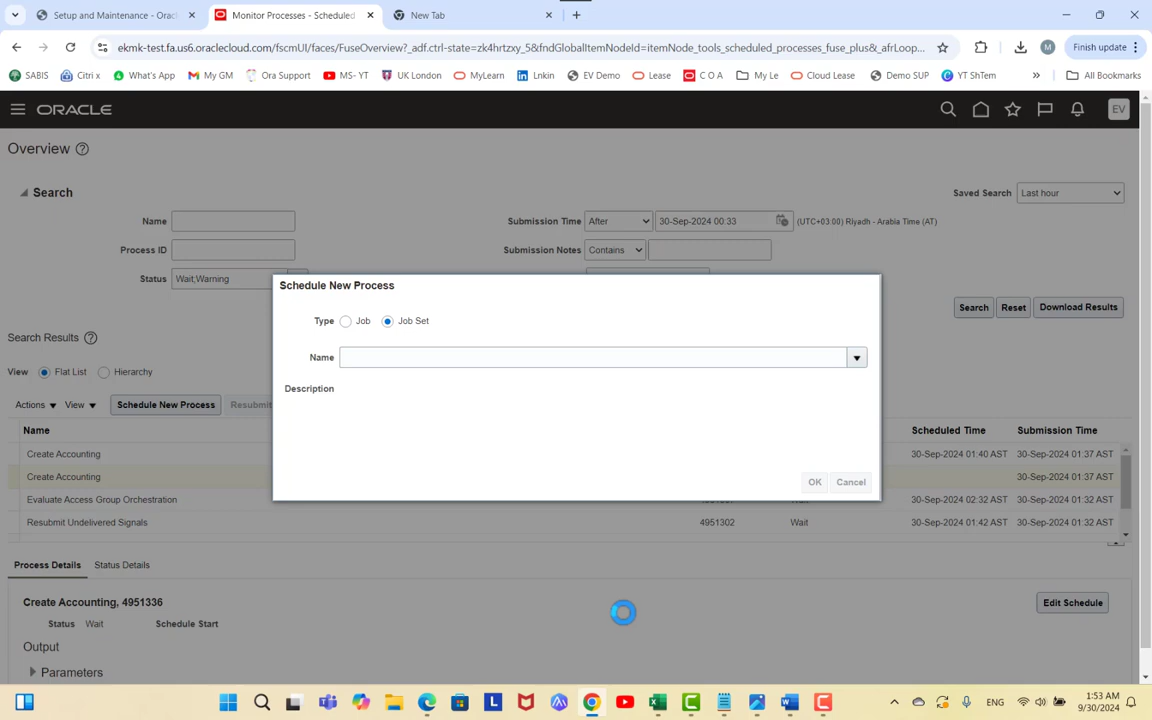 Setup and Maintenance - Oracl
Monitor Processes - Scheduled
New Tab
ekmk-test.fa.us6.oraclecloud.com/fscmUI/faces/FuseOverview?_adf.ctrl-state=zk4hrtzxy_5&fndGlobalItemNodeId=itemNode_tools_scheduled_processes_fuse_plus&_afrLoop...
M Finish update
SABIS Citri x What's App My GM Ora Support MS- YT UK London MyLearn Lnkin EV Demo Lease C O A My Le Cloud Lease Demo SUP YT ShTem » All Bookmarks
ORACLE EV
Overview
Search
Saved Search Last hour
Name Submission Time After 30-Sep-2024 00:33 (UTC+03:00) Riyadh - Arabia Time (AT)
Process ID Submission Notes Contains
Status Wait;Warning
Schedule New Process
Type Job Job Set
Name
Description
OK Cancel
Search Reset Download Results
Search Results
View Flat List Hierarchy
Actions View Schedule New Process Resubmit
Name Scheduled Time Submission Time
Create Accounting 30-Sep-2024 01:40 AST 30-Sep-2024 01:37 AST
Create Accounting 30-Sep-2024 01:37 AST
Evaluate Access Group Orchestration Wait 30-Sep-2024 02:32 AST 30-Sep-2024 01:32 AST
Resubmit Undelivered Signals 4951302 Wait 30-Sep-2024 01:42 AST 30-Sep-2024 01:32 AST
Process Details Status Details
Create Accounting, 4951336 Edit Schedule
Status Wait Schedule Start
Output
Parameters
ENG
1:53 AM
9/30/2024